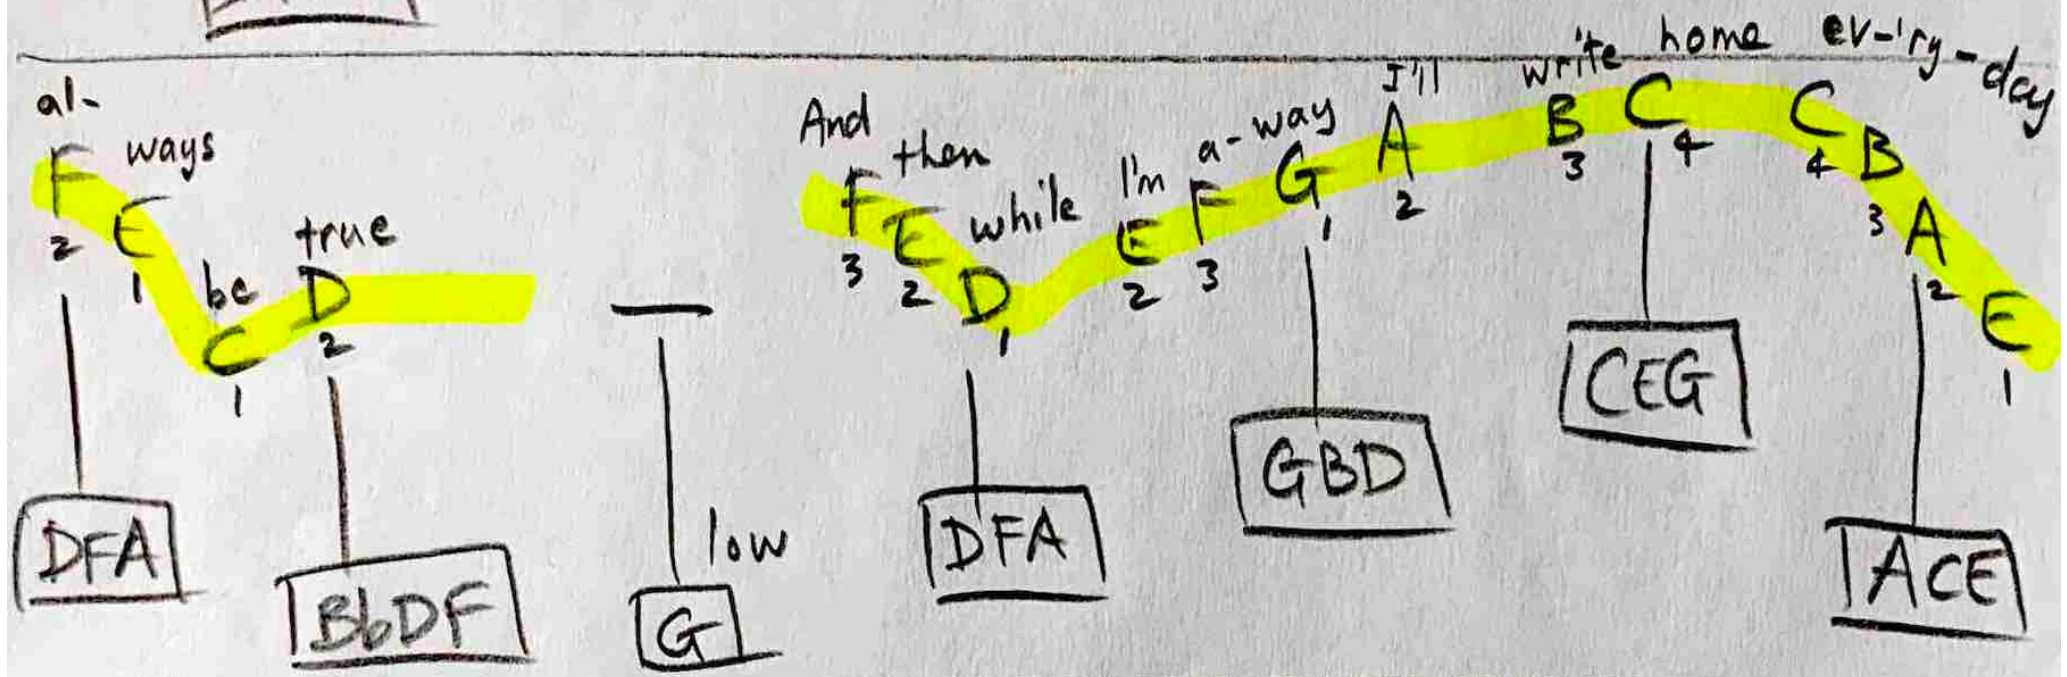 al- ways be true And then while I'm a-way I'll write home ev-'ry-day
F E C D F E D E F G A B C C B A E
2 1 1 2 3 2 1 2 3 1 2 3 4 4 3 2 1
DFA BbDF low G DFA GBD CEG ACE